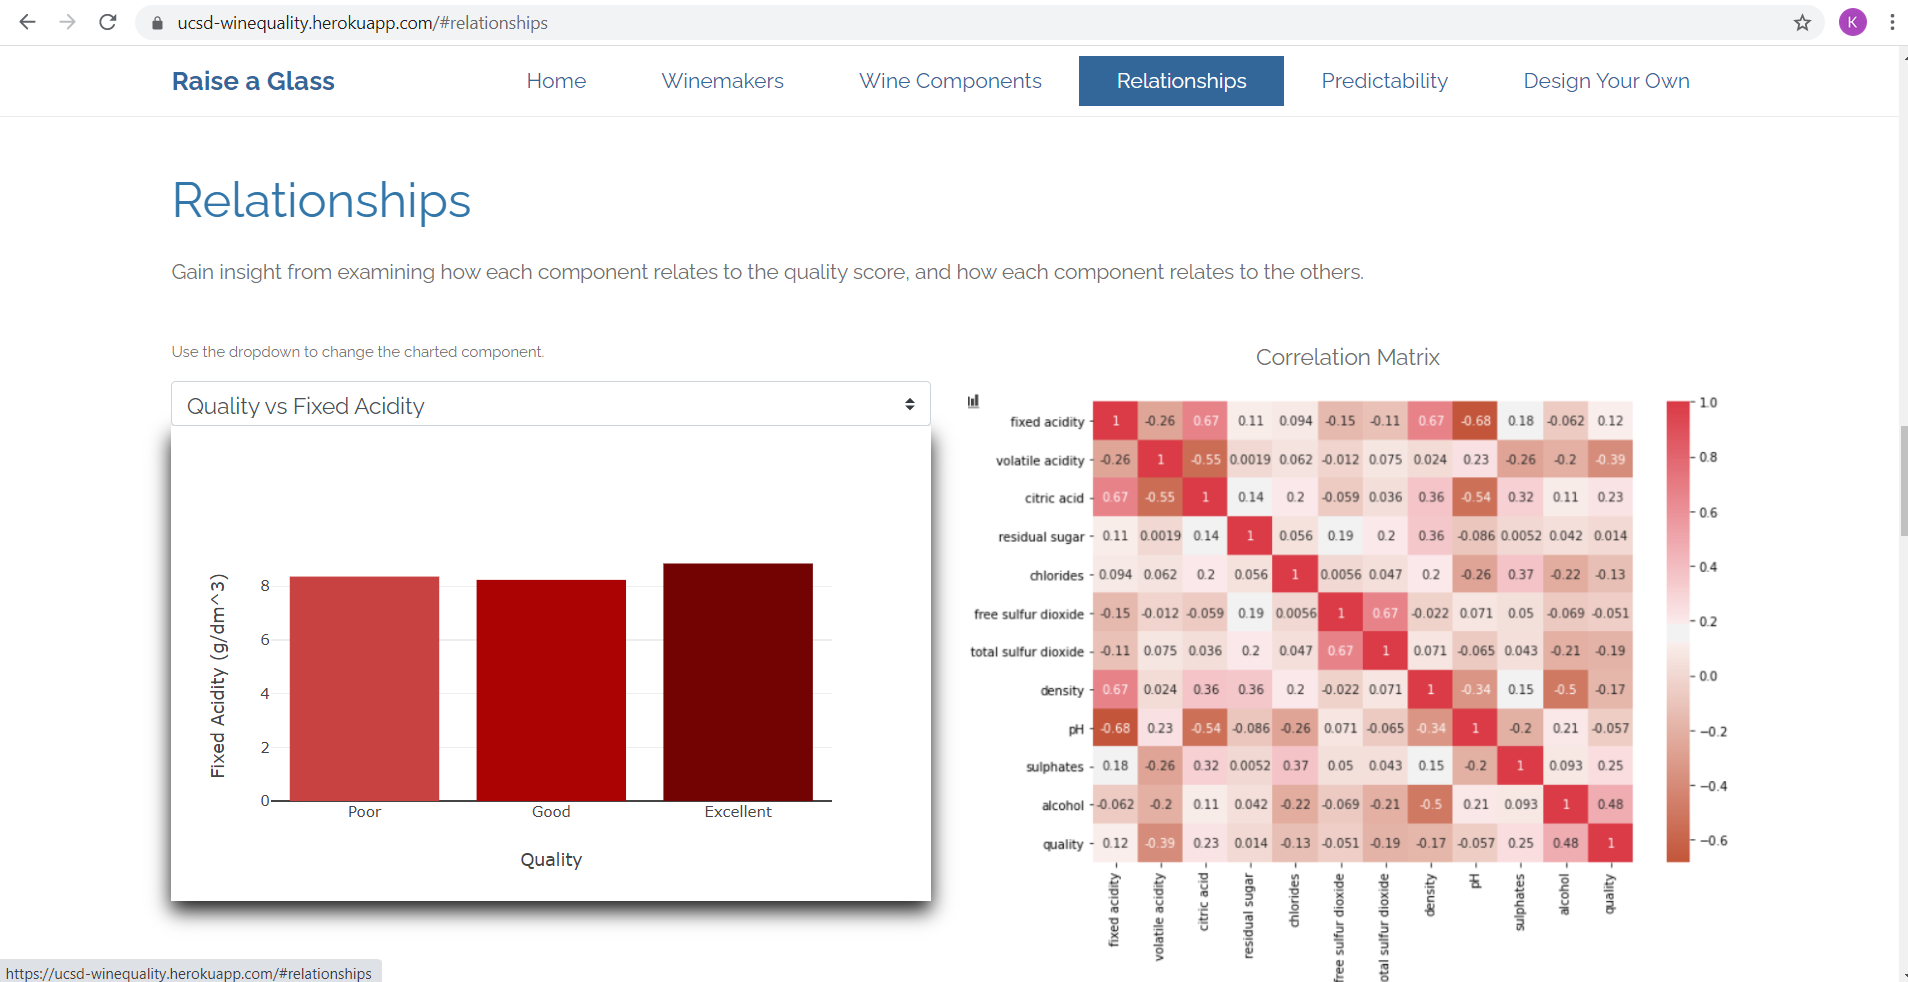 ucsd-winequality.herokuapp.com/#relationships
K
Raise a Glass
Home
Winemakers
Wine Components
Relationships
Predictability
Design Your Own
Relationships
Gain insight from examining how each component relates to the quality score, and how each component relates to the others.
Use the dropdown to change the charted component.
Quality vs Fixed Acidity
Fixed Acidity (g/dm^3)
8
6
4
2
0
Poor
Good
Excellent
Quality
Correlation Matrix
fixed acidity 1 -0.26 0.67 0.11 0.094 -0.15 -0.11 0.67 -0.68 0.18 -0.062 0.12
volatile acidity -0.26 1 -0.55 0.0019 0.062 -0.012 0.075 0.024 0.23 -0.26 -0.2 -0.39
citric acid 0.67 -0.55 1 0.14 0.2 -0.059 0.036 0.36 -0.54 0.32 0.11 0.23
residual sugar 0.11 0.0019 0.14 1 0.056 0.19 0.2 0.36 -0.086 0.0052 0.042 0.014
chlorides 0.094 0.062 0.2 0.056 1 0.0056 0.047 0.2 -0.26 0.37 -0.22 -0.13
free sulfur dioxide -0.15 -0.012 -0.059 0.19 0.0056 1 0.67 -0.022 0.071 0.05 -0.069 -0.051
total sulfur dioxide -0.11 0.075 0.036 0.2 0.047 0.67 1 0.071 -0.065 0.043 -0.21 -0.19
density 0.67 0.024 0.36 0.36 0.2 -0.022 0.071 1 -0.34 0.15 -0.5 -0.17
pH -0.68 0.23 -0.54 -0.086 -0.26 0.071 -0.065 -0.34 1 -0.2 0.21 -0.057
sulphates 0.18 -0.26 0.32 0.0052 0.37 0.05 0.043 0.15 -0.2 1 0.093 0.25
alcohol -0.062 -0.2 0.11 0.042 -0.22 -0.069 -0.21 -0.5 0.21 0.093 1 0.48
quality 0.12 -0.39 0.23 0.014 -0.13 -0.051 -0.19 -0.17 -0.057 0.25 0.48 1
fixed acidity
volatile acidity
citric acid
residual sugar
chlorides
free sulfur dioxide
otal sulfur dioxide
density
pH
sulphates
alcohol
quality
1.0
0.8
0.6
0.4
0.2
0.0
−0.2
−0.4
−0.6
https://ucsd-winequality.herokuapp.com/#relationships